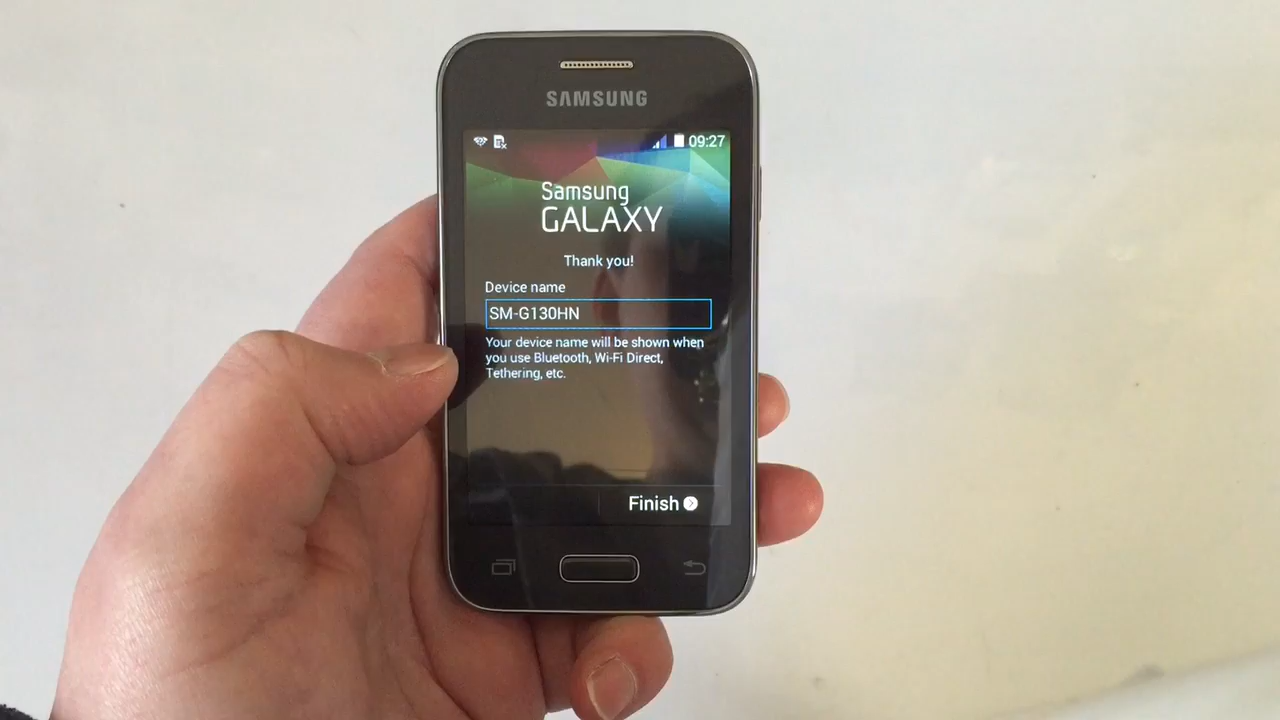 SAMSUNG
09:27
Samsung
GALAXY
Thank you!
Device name
SM-G130HN
Your device name will be shown when
you use Bluetooth, Wi-Fi Direct,
Tethering, etc.
Finish